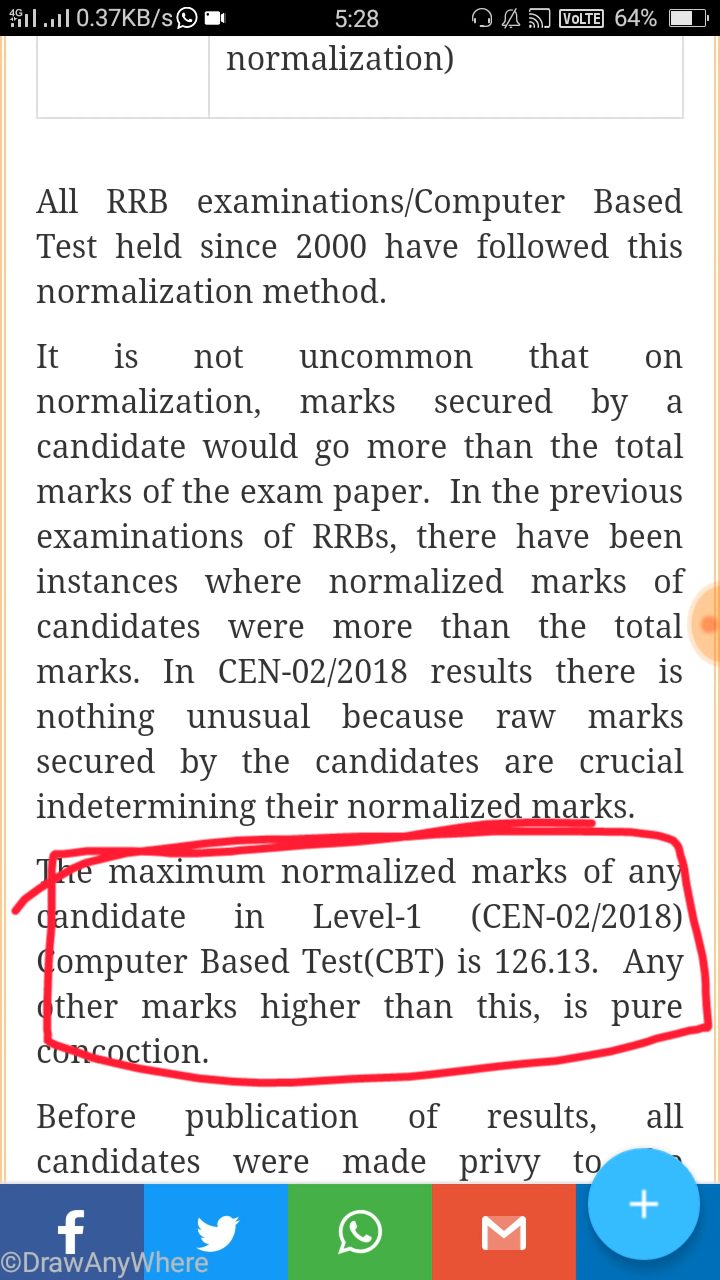 4G 0.37KB/s 5:28 VoLTE 64%
normalization)
All RRB examinations/Computer Based
Test held since 2000 have followed this
normalization method.
It is not uncommon that on
normalization, marks secured by a
candidate would go more than the total
marks of the exam paper. In the previous
examinations of RRBs, there have been
instances where normalized marks of
candidates were more than the total
marks. In CEN-02/2018 results there is
nothing unusual because raw marks
secured by the candidates are crucial
indetermining their normalized marks.
The maximum normalized marks of any
candidate in Level-1 (CEN-02/2018)
Computer Based Test(CBT) is 126.13. Any
other marks higher than this, is pure
concoction.
Before publication of results, all
candidates were made privy to
©DrawAnyWhere